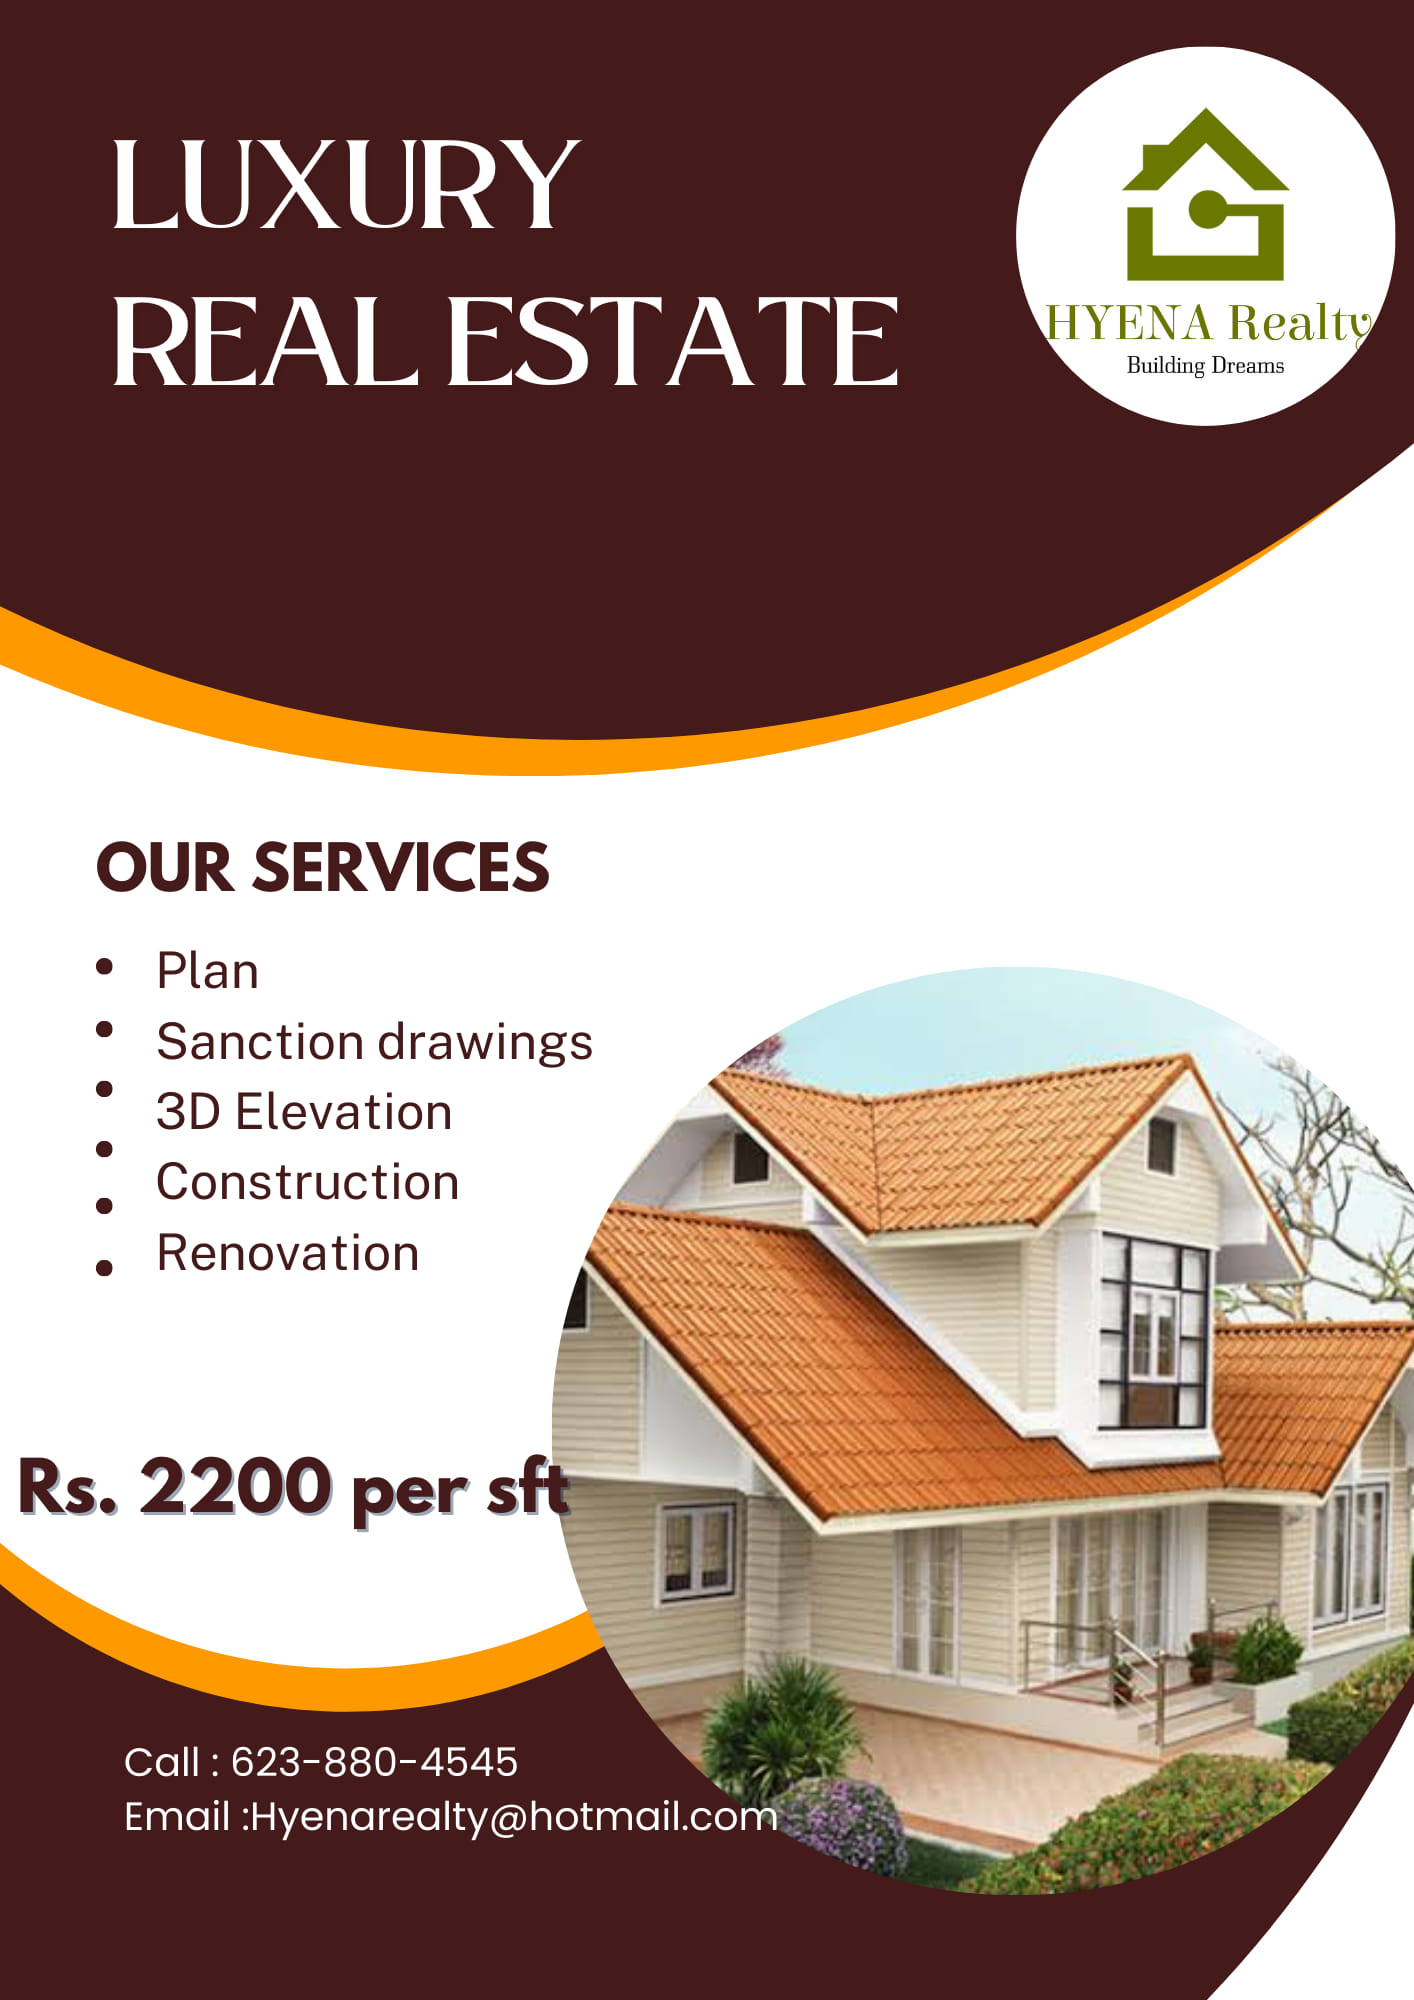 LUXURY
REAL ESTATE
HYENA Realty
Building Dreams
OUR SERVICES
• Plan
• Sanction drawings
• 3D Elevation
• Construction
• Renovation
•
Rs. 2200 per sft
Call : 623-880-4545
Email :Hyenarealty@hotmail.com